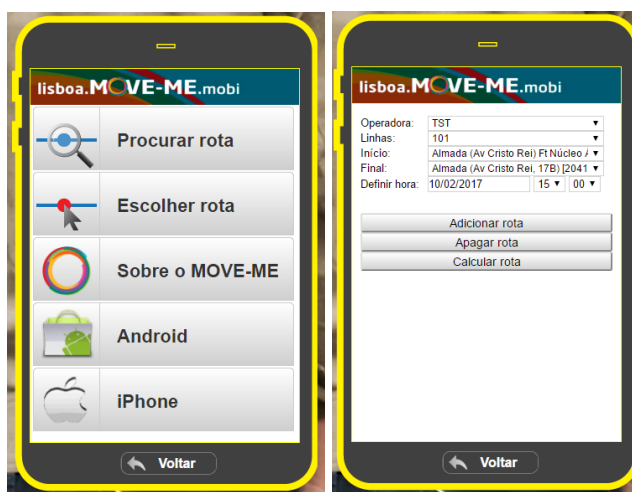 lisboa.MOVE-ME.mobi
Procurar rota
Escolher rota
Sobre o MOVE-ME
Android
iPhone
Voltar
lisboa.MOVE-ME.mobi
Operadora: TST
Linhas: 101
Início: Almada (Av Cristo Rei) Ft Núcleo
Final: Almada (Av Cristo Rei, 17B) [2041
Definir hora: 10/02/2017 15 00
Adicionar rota
Apagar rota
Calcular rota
Voltar